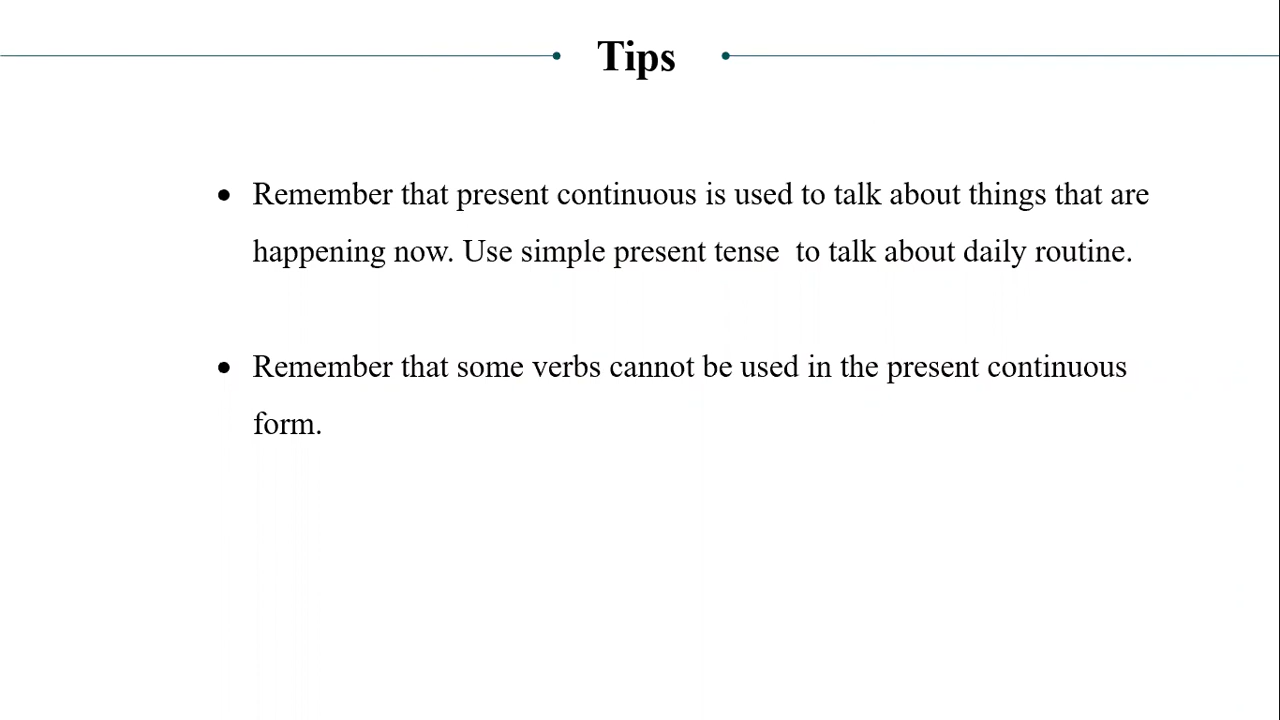 Tips
• Remember that present continuous is used to talk about things that are
happening now. Use simple present tense  to talk about daily routine.
• Remember that some verbs cannot be used in the present continuous
form.